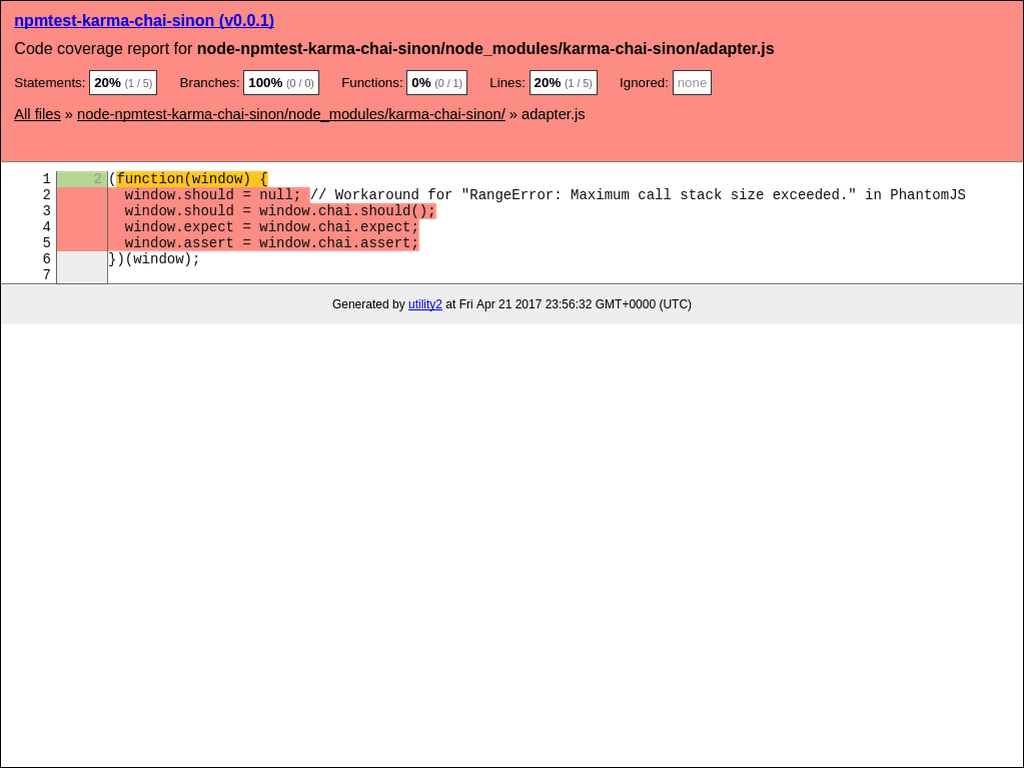 npmtest-karma-chai-sinon (v0.0.1)
Code coverage report for node-npmtest-karma-chai-sinon/node_modules/karma-chai-sinon/adapter.js
Statements: 20% (1 / 5) Branches: 100% (0 / 0) Functions: 0% (0 / 1) Lines: 20% (1 / 5) Ignored: none
All files » node-npmtest-karma-chai-sinon/node_modules/karma-chai-sinon/ » adapter.js
1 2 (function(window) {
2 window.should = null; // Workaround for "RangeError: Maximum call stack size exceeded." in PhantomJS
3 window.should = window.chai.should();
4 window.expect = window.chai.expect;
5 window.assert = window.chai.assert;
6 })(window);
7
Generated by utility2 at Fri Apr 21 2017 23:56:32 GMT+0000 (UTC)